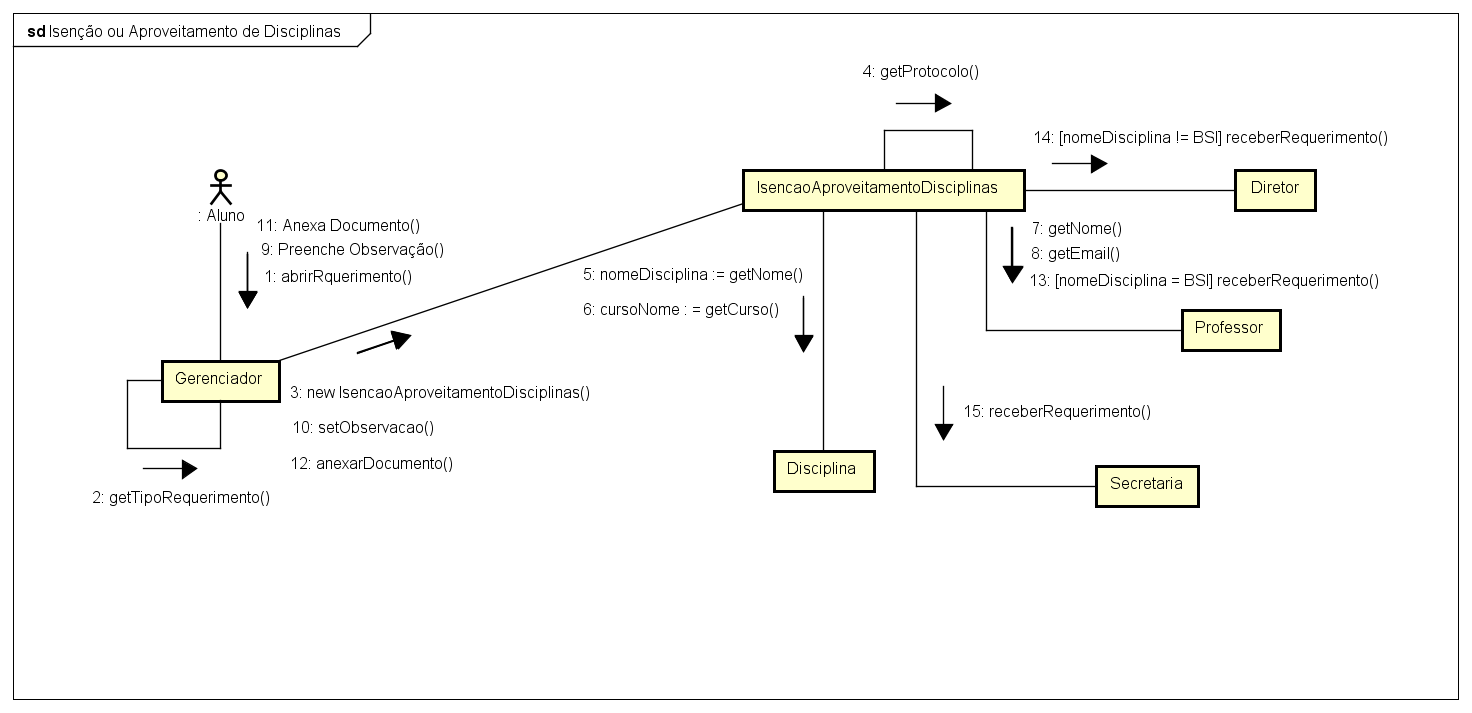 sd Isenção ou Aproveitamento de Disciplinas
4: getProtocolo()
14: [nomeDisciplina != BSI] receberRequerimento()
IsencaoAproveitamentoDisciplinas
Diretor
: Aluno
11: Anexa Documento()
9: Preenche Observação()
1: abrirRquerimento()
7: getNome()
8: getEmail()
13: [nomeDisciplina = BSI] receberRequerimento()
5: nomeDisciplina := getNome()
6: cursoNome : = getCurso()
Professor
Gerenciador
3: new IsencaoAproveitamentoDisciplinas()
10: setObservacao()
12: anexarDocumento()
15: receberRequerimento()
Disciplina
Secretaria
2: getTipoRequerimento()